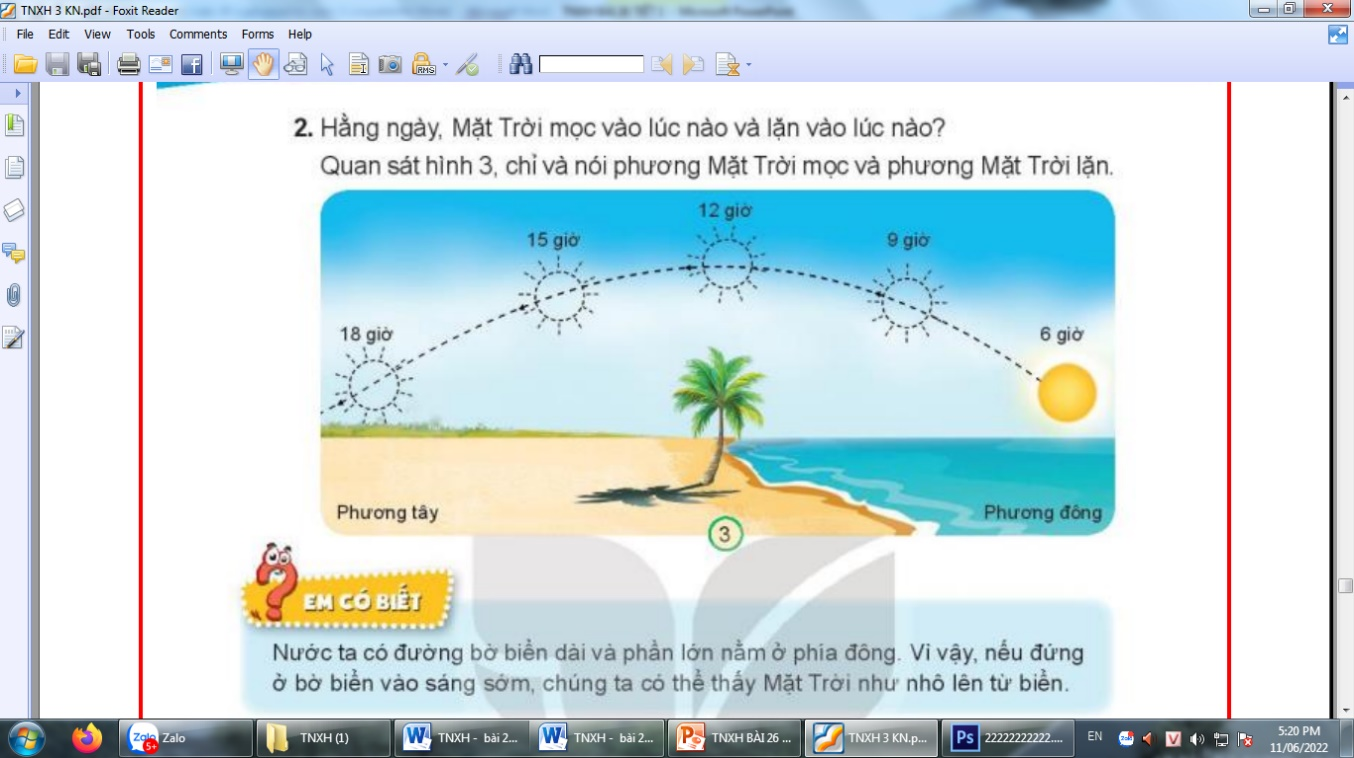 TNXH 3 KN.pdf - Foxit Reader
File Edit View Tools Comments Forms Help
2. Hằng ngày, Mặt Trời mọc vào lúc nào và lặn vào lúc nào?
Quan sát hình 3, chỉ và nói phương Mặt Trời mọc và phương Mặt Trời lặn.
12 giờ
15 giờ
9 giờ
18 giờ
6 giờ
Phương tây
Phương đông
3
EM CÓ BIẾT
Nước ta có đường bờ biển dài và phần lớn nằm ở phía đông. Vì vậy, nếu đứng
ở bờ biển vào sáng sớm, chúng ta có thể thấy Mặt Trời như nhô lên từ biển.
Zalo
5+
Zalo
TNXH (1)
TNXH - bài 2...
TNXH - bài 2...
TNXH BÀI 26 ...
TNXH 3 KN.p...
Ps
22222222222....
EN
5:20 PM
11/06/2022